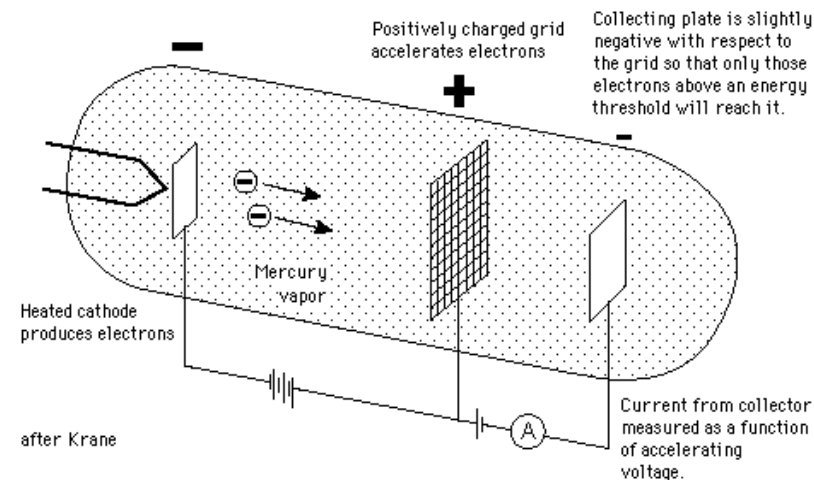 Positively charged grid
accelerates electrons
Collecting plate is slightly
negative with respect to
the grid so that only those
electrons above an energy
threshold will reach it.
Mercury
vapor
Heated cathode
produces electrons
A
Current from collector
measured as a function
of accelerating
voltage.
after Krane